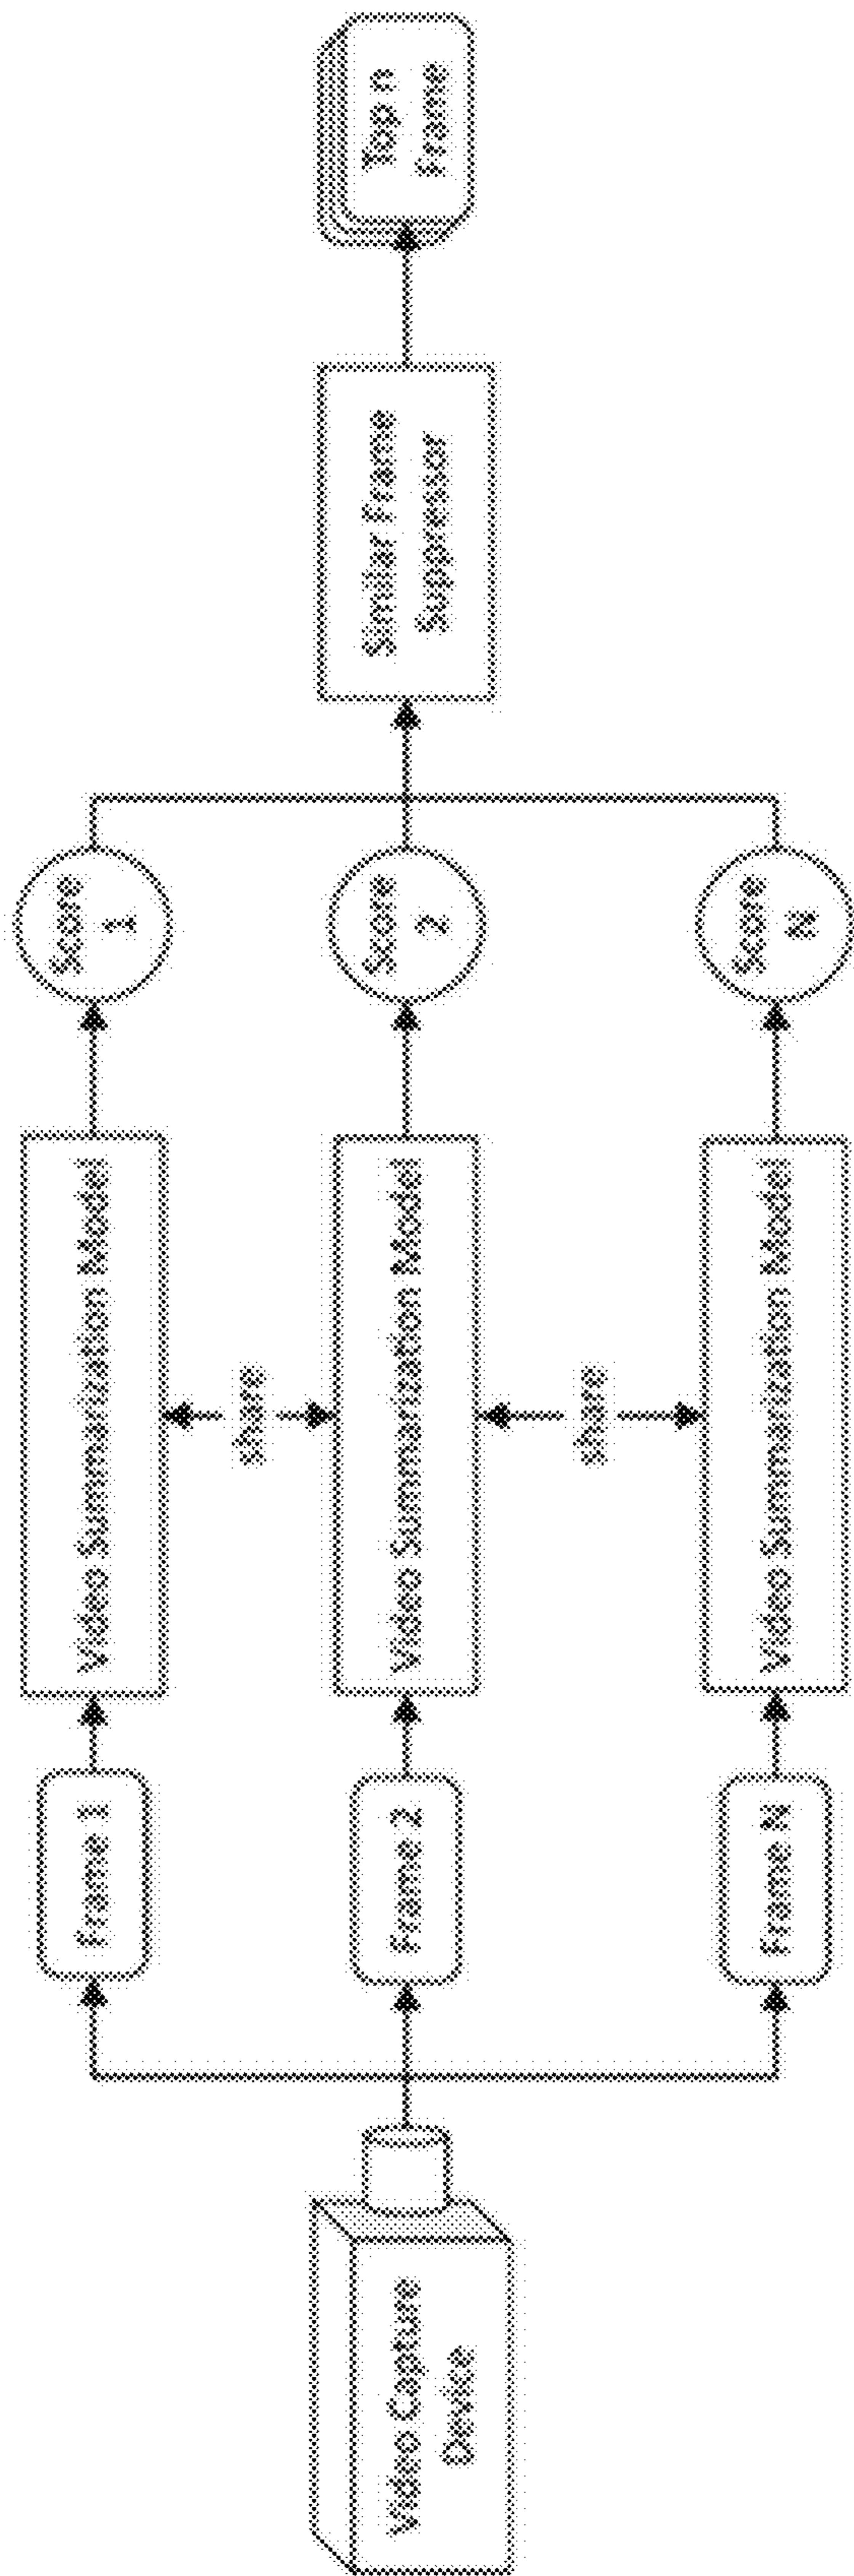 Video Capture
Device
Frame 1
Frame 2
Frame N
Video Summarization Model
share
Video Summarization Model
share
Video Summarization Model
Score
1
Score
2
Score
N
Similar Frame
Suppressor
Top n
Frame